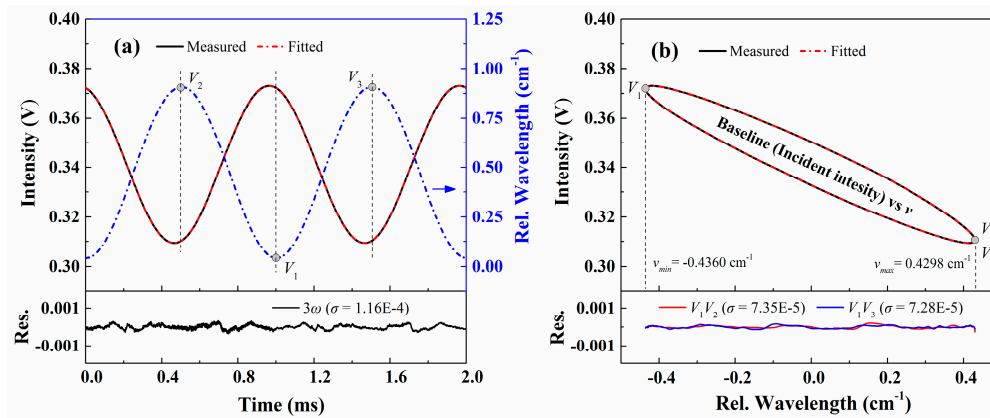 (a)
Measured
Fitted
0.40
0.38
0.36
0.34
0.32
0.30
Intensity (V)
V2
V3
V1
1.25
1.00
0.75
0.50
0.25
0.00
Rel. Wavelength (cm-1)
0.001
-0.001
Res.
3ω (σ = 1.16E-4)
0.0
0.4
0.8
1.2
1.6
2.0
Time (ms)
(b)
Measured
Fitted
0.40
0.38
0.36
0.34
0.32
0.30
Intensity (V)
V1
Baseline (Incident intesity) vs v
V
V
vmin= -0.4360 cm-1
vmax= 0.4298 cm-1
0.001
-0.001
Res.
V1V2 (σ = 7.35E-5)
V1V3 (σ = 7.28E-5)
-0.4
-0.2
0.0
0.2
0.4
Rel. Wavelength (cm-1)